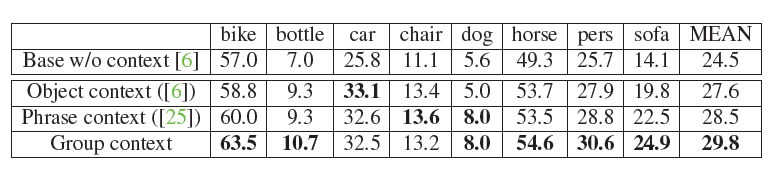 bike bottle car chair dog horse pers sofa MEAN
Base w/o context [6] 57.0 7.0 25.8 11.1 5.6 49.3 25.7 14.1 24.5
Object context ([6]) 58.8 9.3 33.1 13.4 5.0 53.7 27.9 19.8 27.6
Phrase context ([25]) 60.0 9.3 32.6 13.6 8.0 53.5 28.8 22.5 28.5
Group context 63.5 10.7 32.5 13.2 8.0 54.6 30.6 24.9 29.8